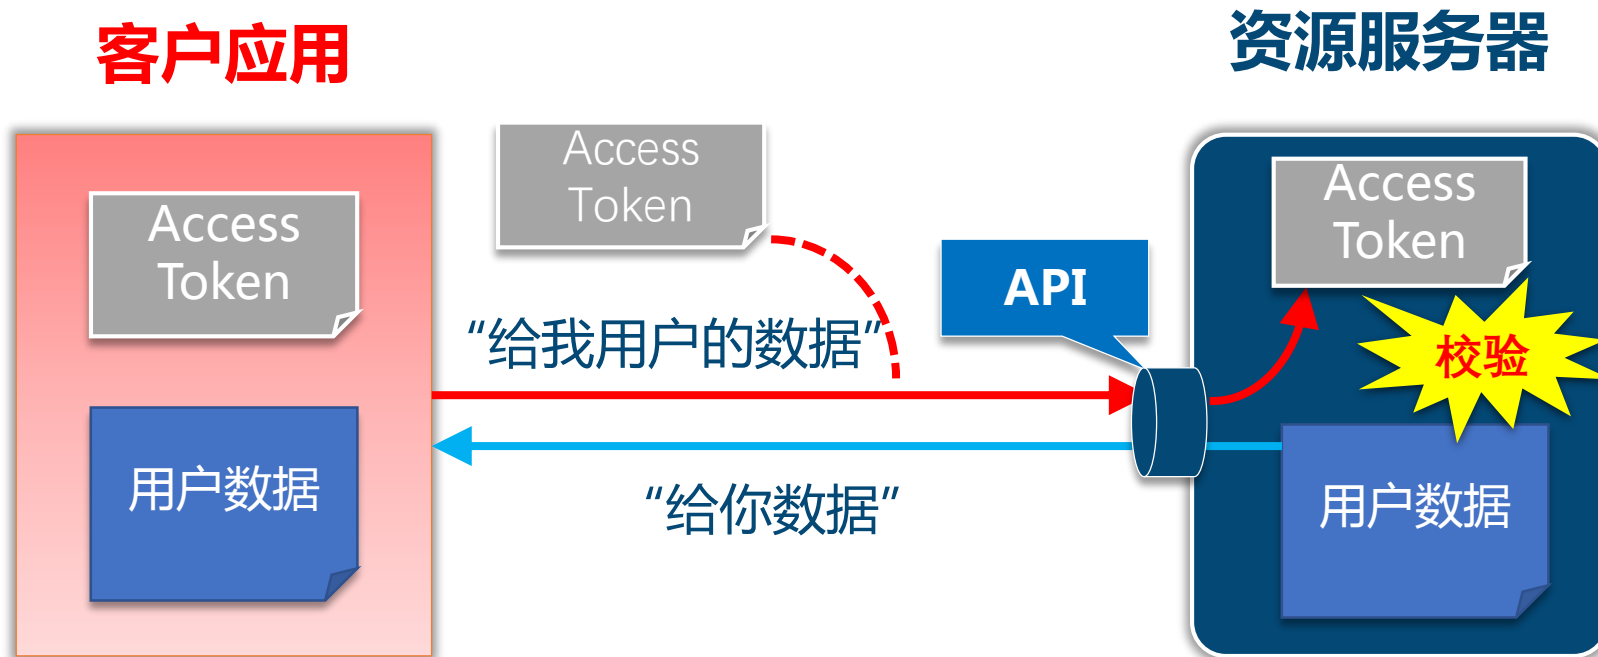 客户应用
资源服务器
Access
Token
Access
Token
Access
Token
API
“给我用户的数据”
校验
用户数据
“给你数据”
用户数据